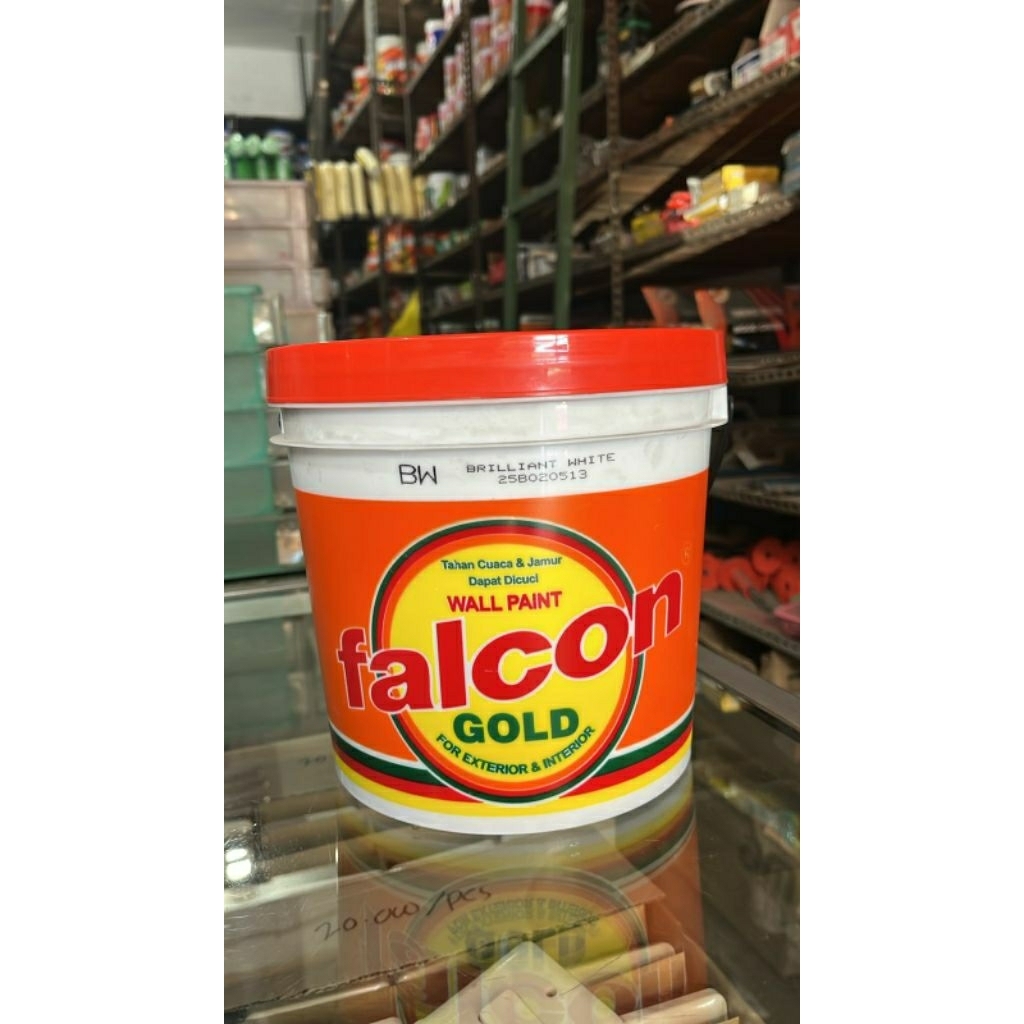 BW BRILLIANT WHITE
25B020513
Tahan Cuaca & Jamur
Dapat Dicuci
WALL PAINT
falcon
GOLD
FOR EXTERIOR & INTERIOR
20.000/pcs